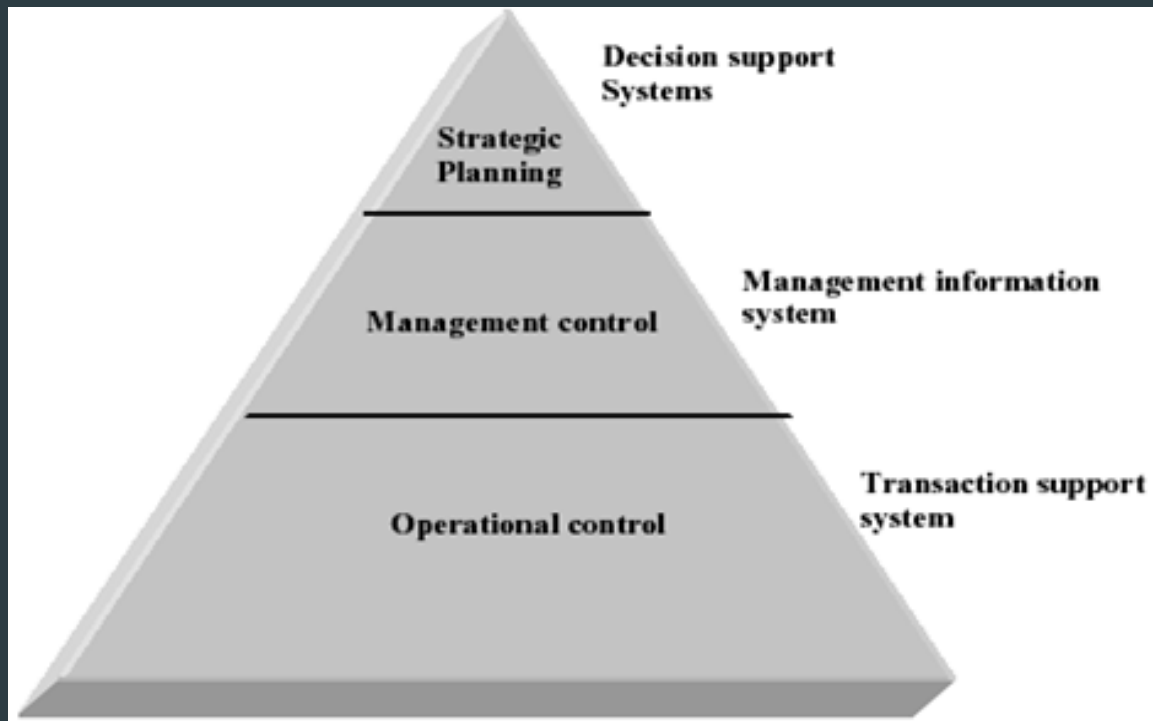 Decision support
Systems
Strategic
Planning
Management information
system
Management control
Transaction support
system
Operational control